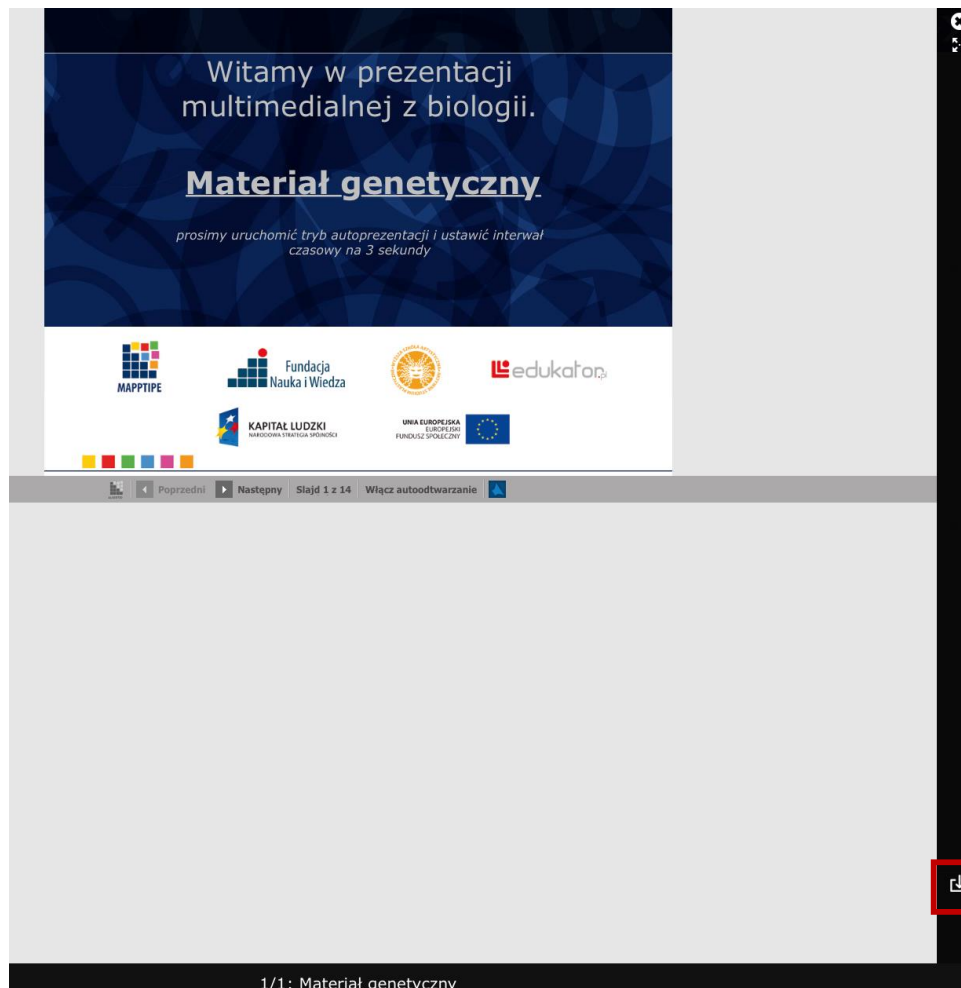 Witamy w prezentacji
multimedialnej z biologii.
Materiał genetyczny
prosimy uruchomić tryb autoprezentacji i ustawić interwał
czasowy na 3 sekundy
MAPPTIPE
Fundacja
Nauka i Wiedza
edukator.pl
KAPITAŁ LUDZKI
NARODOWA STRATEGIA SPÓJNOŚCI
UNIA EUROPEJSKA
EUROPEJSKI
FUNDUSZ SPOŁECZNY
Poprzedni Następny Slajd 1 z 14 Włącz autoodtwarzanie
1/1: Materiał genetyczny